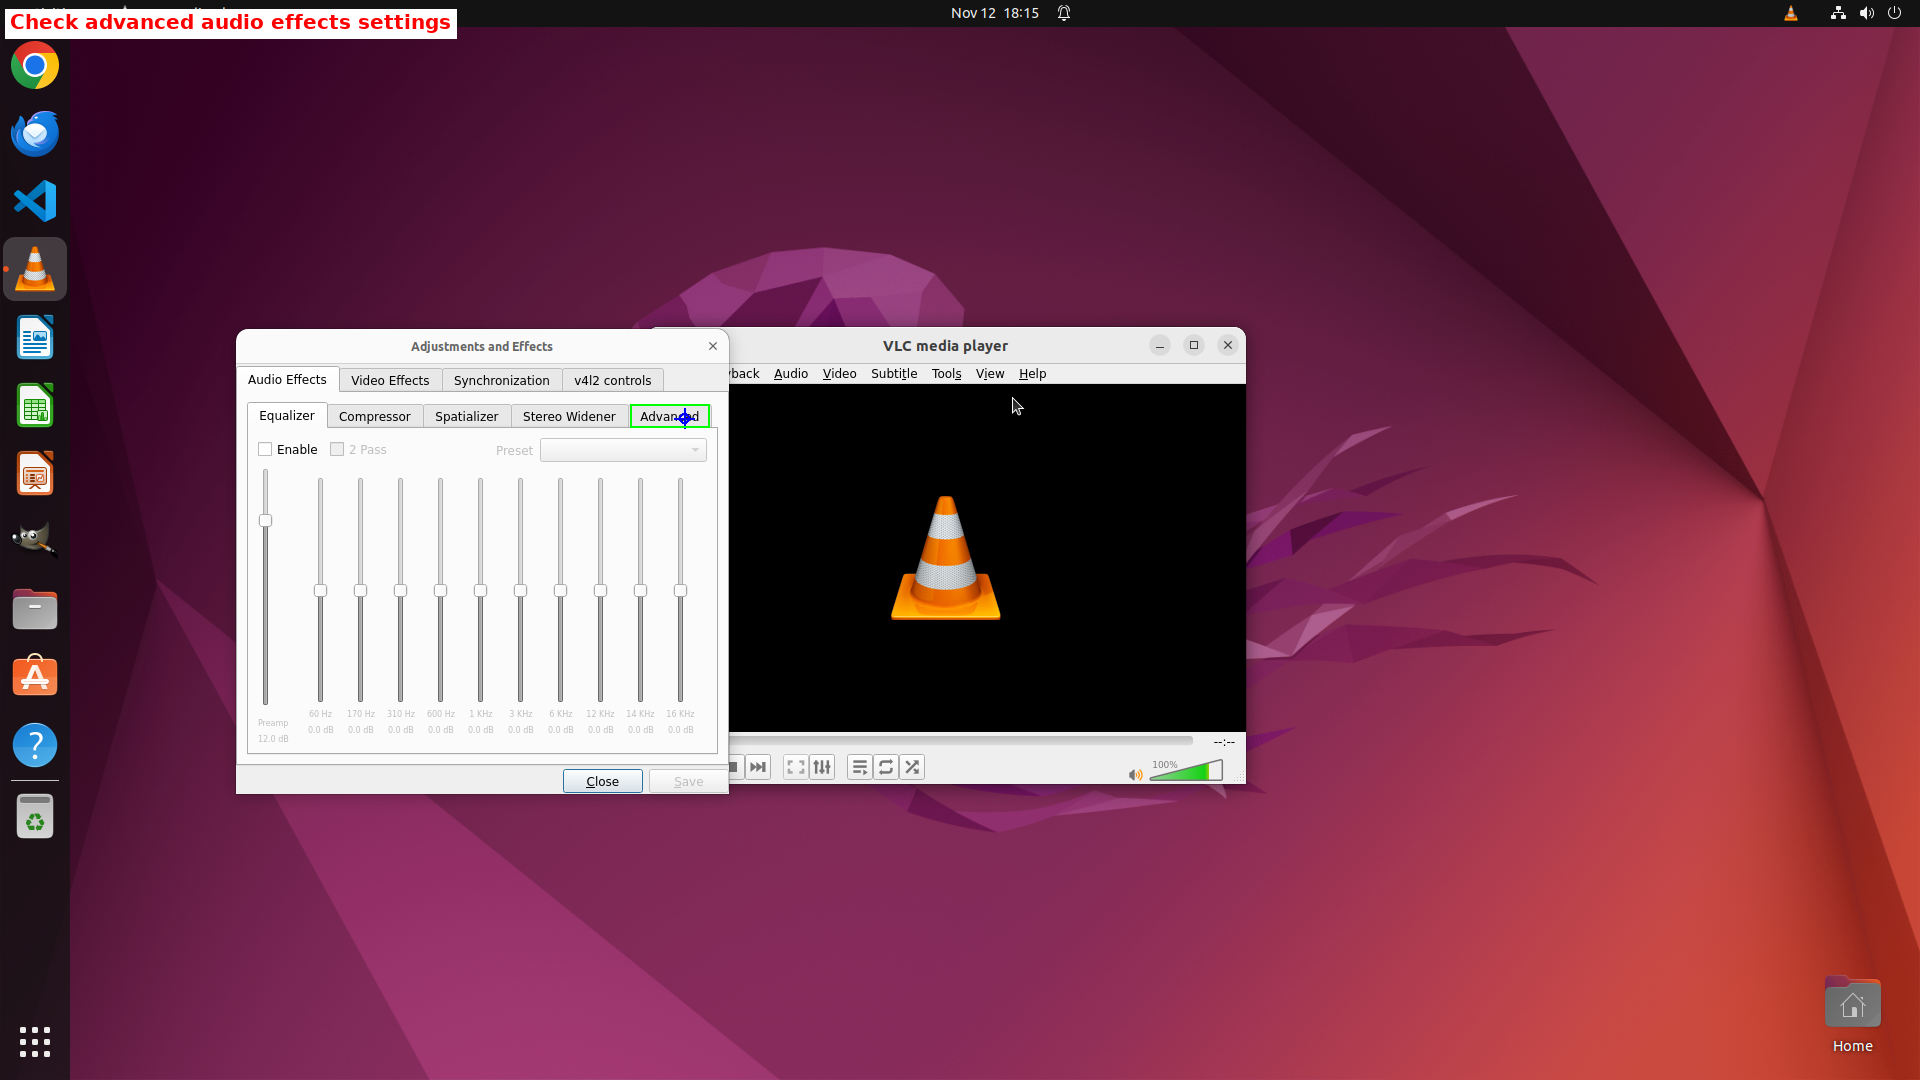 Check advanced audio effects settings
Nov 12 18:15
Adjustments and Effects
VLC media player
Audio Effects
Video Effects
Synchronization
v4l2 controls
yback
Audio
Video
Subtitle
Tools
View
Help
Equalizer
Compressor
Spatializer
Stereo Widener
Advanced
Enable
2 Pass
Preset
60 Hz
170 Hz
310 Hz
600 Hz
1 KHz
3 KHz
6 KHz
12 KHz
14 KHz
16 KHz
Preamp
0.0 dB
0.0 dB
0.0 dB
0.0 dB
0.0 dB
0.0 dB
0.0 dB
0.0 dB
0.0 dB
0.0 dB
12.0 dB
--:--
100%
Close
Save
Home